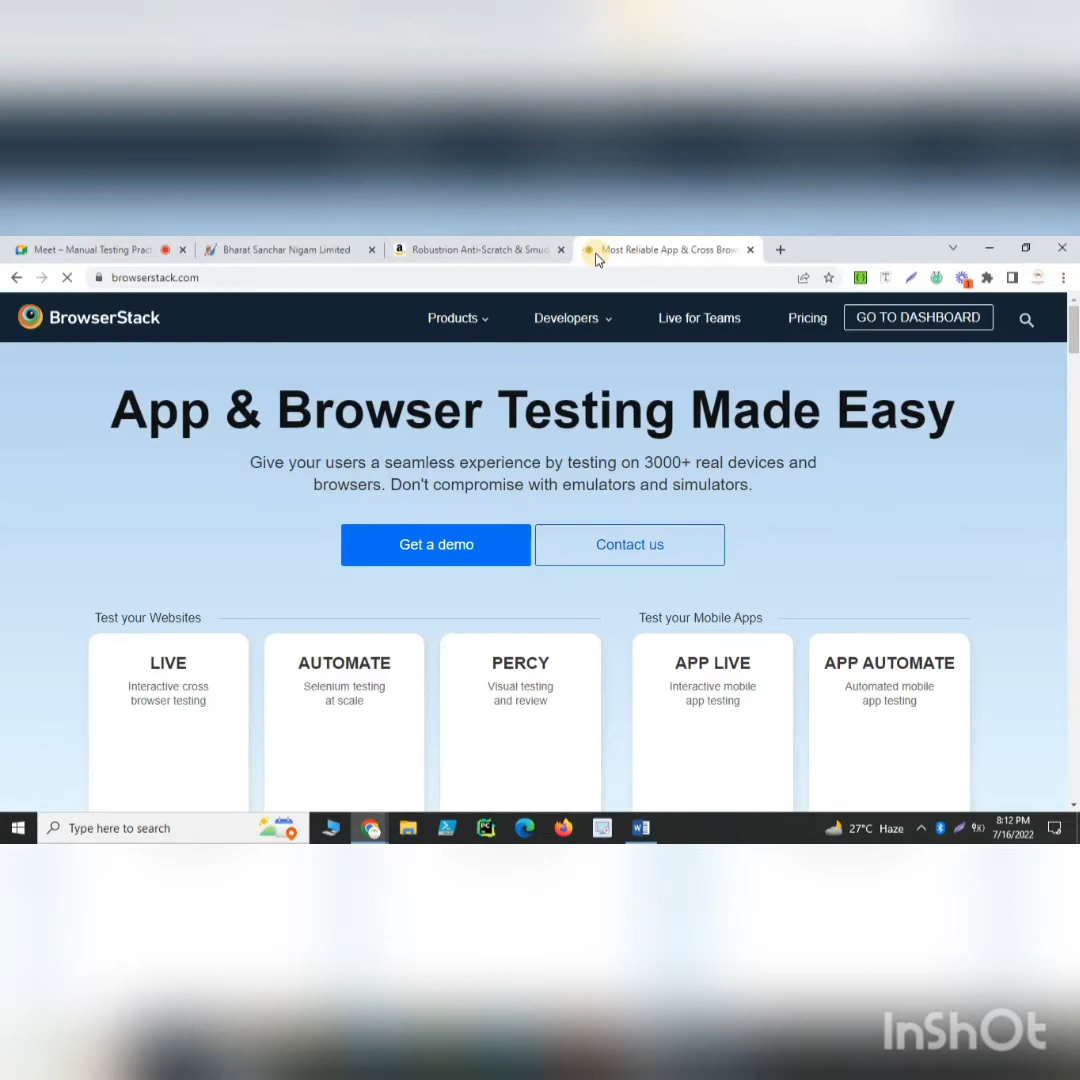 Meet – Manual Testing Prac
Bharat Sanchar Nigam Limited
a
Robustrion Anti-Scratch & Smud
Most Reliable App & Cross Brow
browserstack.com
1
BrowserStack
Products
Developers
Live for Teams
Pricing
GO TO DASHBOARD
App & Browser Testing Made Easy
Give your users a seamless experience by testing on 3000+ real devices and
browsers. Don't compromise with emulators and simulators.
Get a demo
Contact us
Test your Websites
Test your Mobile Apps
LIVE
Interactive cross
browser testing
AUTOMATE
Selenium testing
at scale
PERCY
Visual testing
and review
APP LIVE
Interactive mobile
app testing
APP AUTOMATE
Automated mobile
app testing
Type here to search
PC
W
27°C Haze
8:12 PM
7/16/2022
InShOt